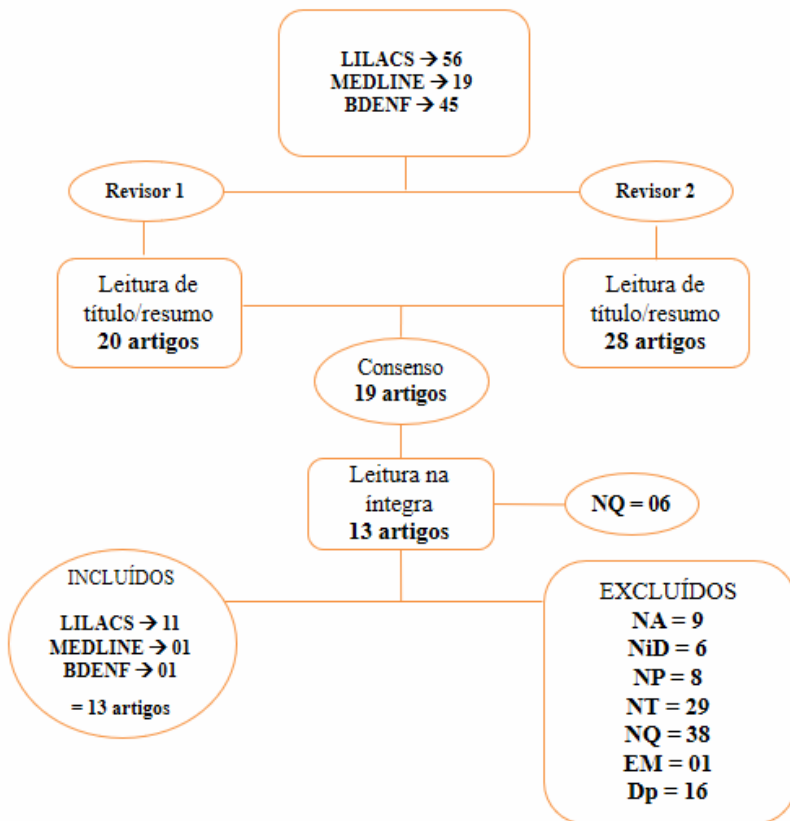 LILACS → 56
MEDLINE → 19
BDENF → 45
Revisor 1
Revisor 2
Leitura de
título/resumo
20 artigos
Leitura de
título/resumo
28 artigos
Consenso
19 artigos
Leitura na
íntegra
13 artigos
NQ = 06
INCLUÍDOS
LILACS → 11
MEDLINE → 01
BDENF → 01
= 13 artigos
EXCLUÍDOS
NA = 9
NiD = 6
NP = 8
NT = 29
NQ = 38
EM = 01
Dp = 16